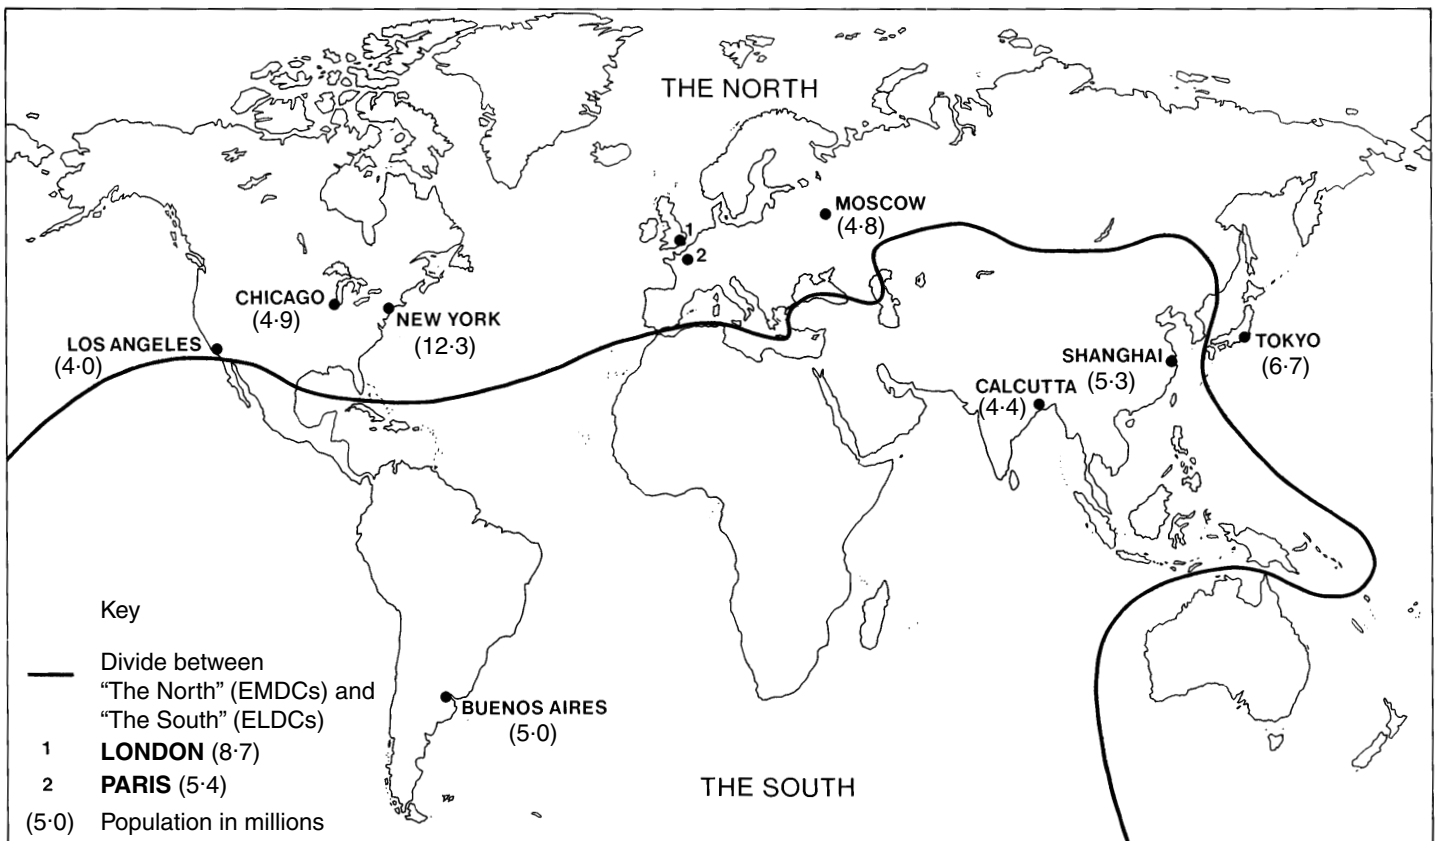 THE NORTH
MOSCOW
(4·8)
1
2
CHICAGO
(4·9)
NEW YORK
(12·3)
LOS ANGELES
(4·0)
TOKYO
(6·7)
SHANGHAI
(5·3)
CALCUTTA
(4·4)
BUENOS AIRES
(5·0)
THE SOUTH
Key
Divide between
“The North” (EMDCs) and
“The South” (ELDCs)
1 LONDON (8·7)
2 PARIS (5·4)
(5·0) Population in millions